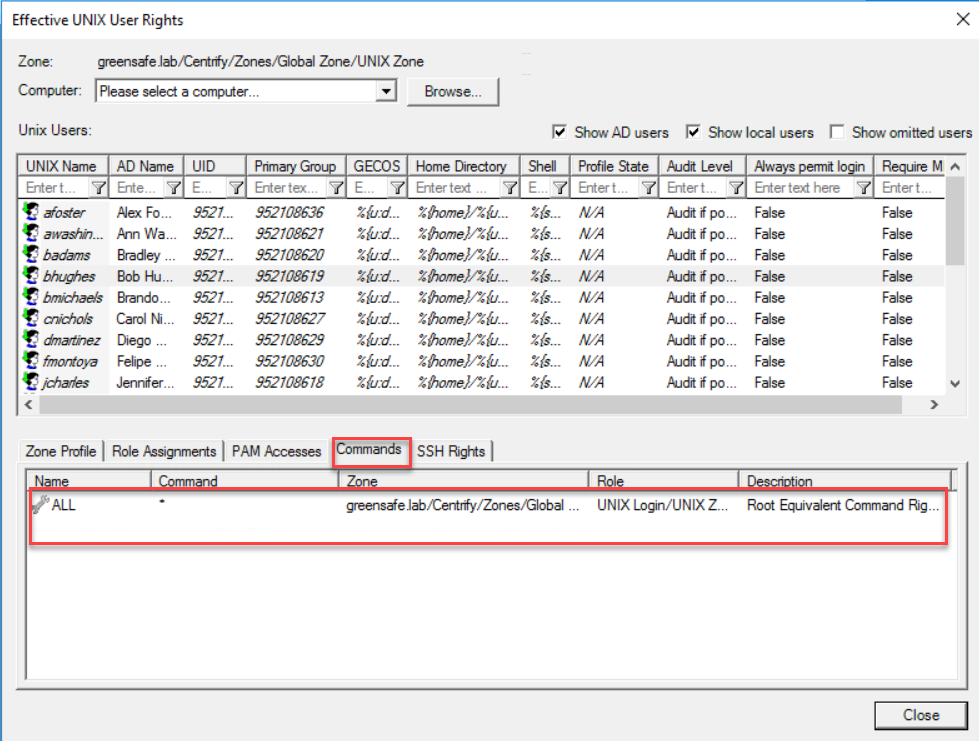 Effective UNIX User Rights
Zone: greensafe.lab/Centrify/Zones/Global Zone/UNIX Zone
Computer: Please select a computer... Browse...
Unix Users: Show AD users Show local users Show omitted users
UNIX Name AD Name UID Primary Group GECOS Home Directory Shell Profile State Audit Level Always permit login Require M
Enter t... Ente... E... Enter tex... E... Enter text ... E... Enter t... Enter t... Enter text here Enter t...
afoster Alex Fo... 9521... 952108636 %{u:d... %{home}/%{u... %{s... N/A Audit if po... False False
awashin... Ann Wa... 9521... 952108621 %{u:d... %{home}/%{u... %{s... N/A Audit if po... False False
badams Bradley ... 9521... 952108620 %{u:d... %{home}/%{u... %{s... N/A Audit if po... False False
bhughes Bob Hu... 9521... 952108619 %{u:d... %{home}/%{u... %{s... N/A Audit if po... False False
bmichaels Brando... 9521... 952108613 %{u:d... %{home}/%{u... %{s... N/A Audit if po... False False
cnichols Carol Ni... 9521... 952108627 %{u:d... %{home}/%{u... %{s... N/A Audit if po... False False
dmartinez Diego ... 9521... 952108629 %{u:d... %{home}/%{u... %{s... N/A Audit if po... False False
fmontoya Felipe ... 9521... 952108630 %{u:d... %{home}/%{u... %{s... N/A Audit if po... False False
jcharles Jennifer... 9521... 952108618 %{u:d... %{home}/%{u... %{s... N/A Audit if po... False False
Zone Profile Role Assignments PAM Accesses Commands SSH Rights
Name Command Zone Role Description
ALL * greensafe.lab/Centrify/Zones/Global ... UNIX Login/UNIX Z... Root Equivalent Command Rig...
Close